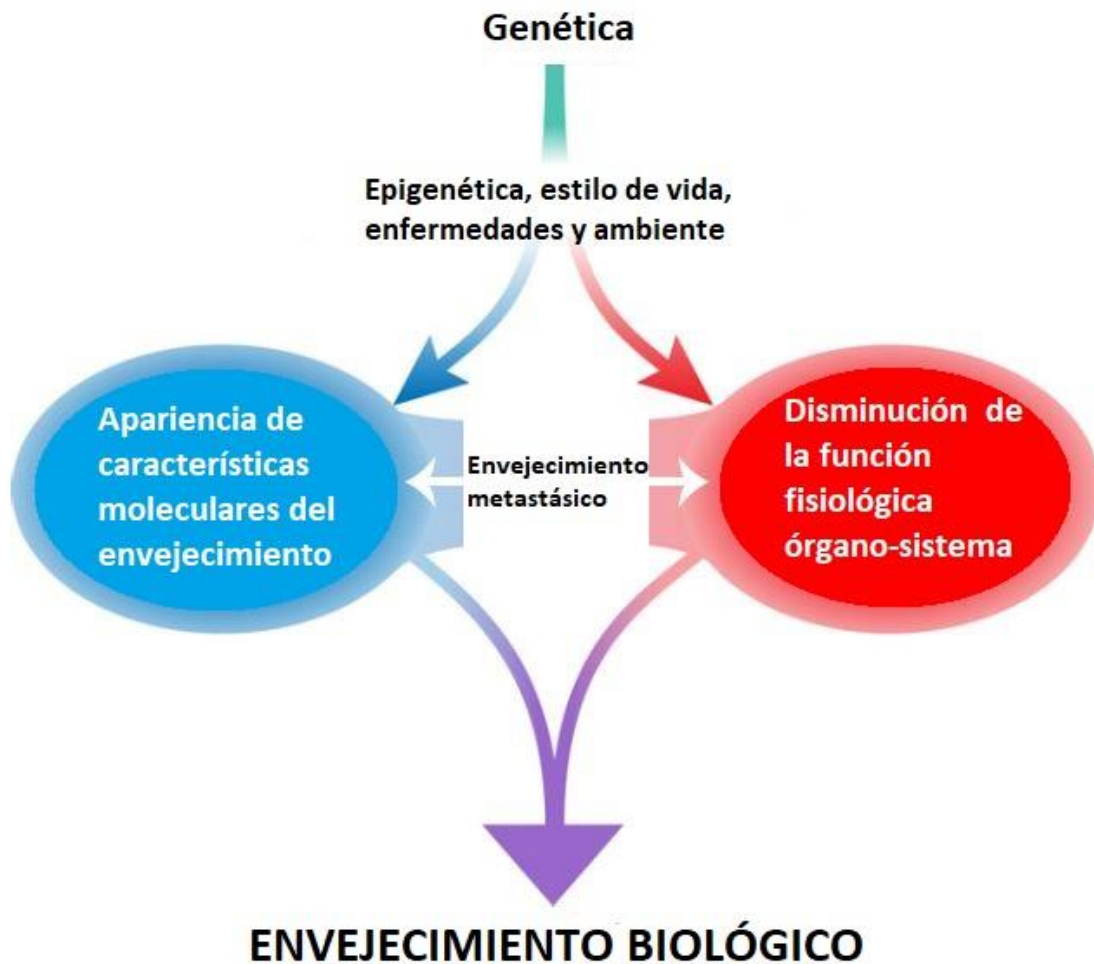 Genética
Epigenética, estilo de vida,
enfermedades y ambiente
Apariencia de
característificas
moleculares del
envejecimiento
Envejecimiento
metastásico
Disminución de
la función
fisiológica
órgano-sistema
ENVEJECIMIENTO BIOLÓGICO